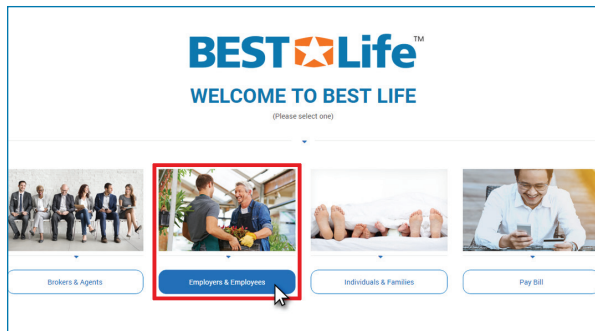 BEST Life™
WELCOME TO BEST LIFE
(Please select one)
Brokers & Agents
Employers & Employees
Individuals & Families
Pay Bill